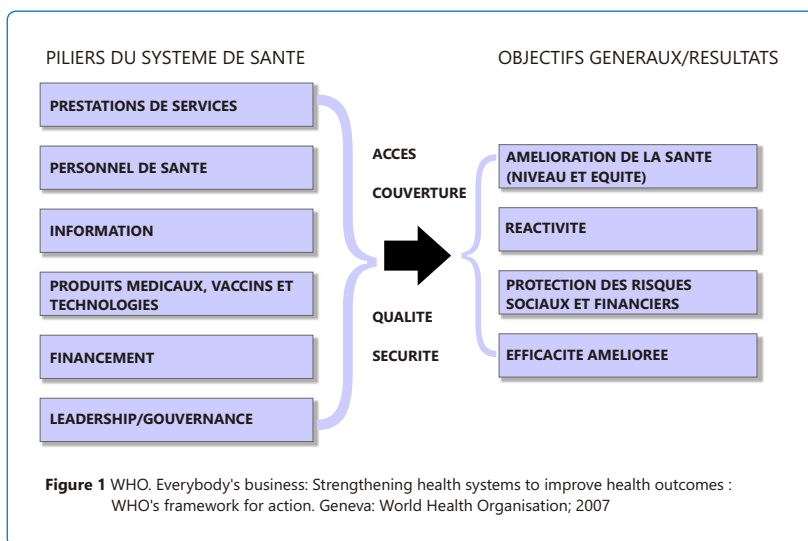 PILIERS DU SYSTEME DE SANTE
PRESTATIONS DE SERVICES
PERSONNEL DE SANTE
INFORMATION
PRODUITS MEDICAUX, VACCINS ET
TECHNOLOGIES
FINANCEMENT
LEADERSHIP/GOUVERNANCE
ACCES
COUVERTURE
QUALITE
SECURITE
OBJECTIFS GENERAUX/RESULTATS
AMELIORATION DE LA SANTE
(NIVEAU ET EQUITE)
REACTIVITE
PROTECTION DES RISQUES
SOCIAUX ET FINANCIERS
EFFICACITE AMELIOREE
Figure 1 WHO. Everybody's business: Strengthening health systems to improve health outcomes :
WHO's framework for action. Geneva: World Health Organisation; 2007